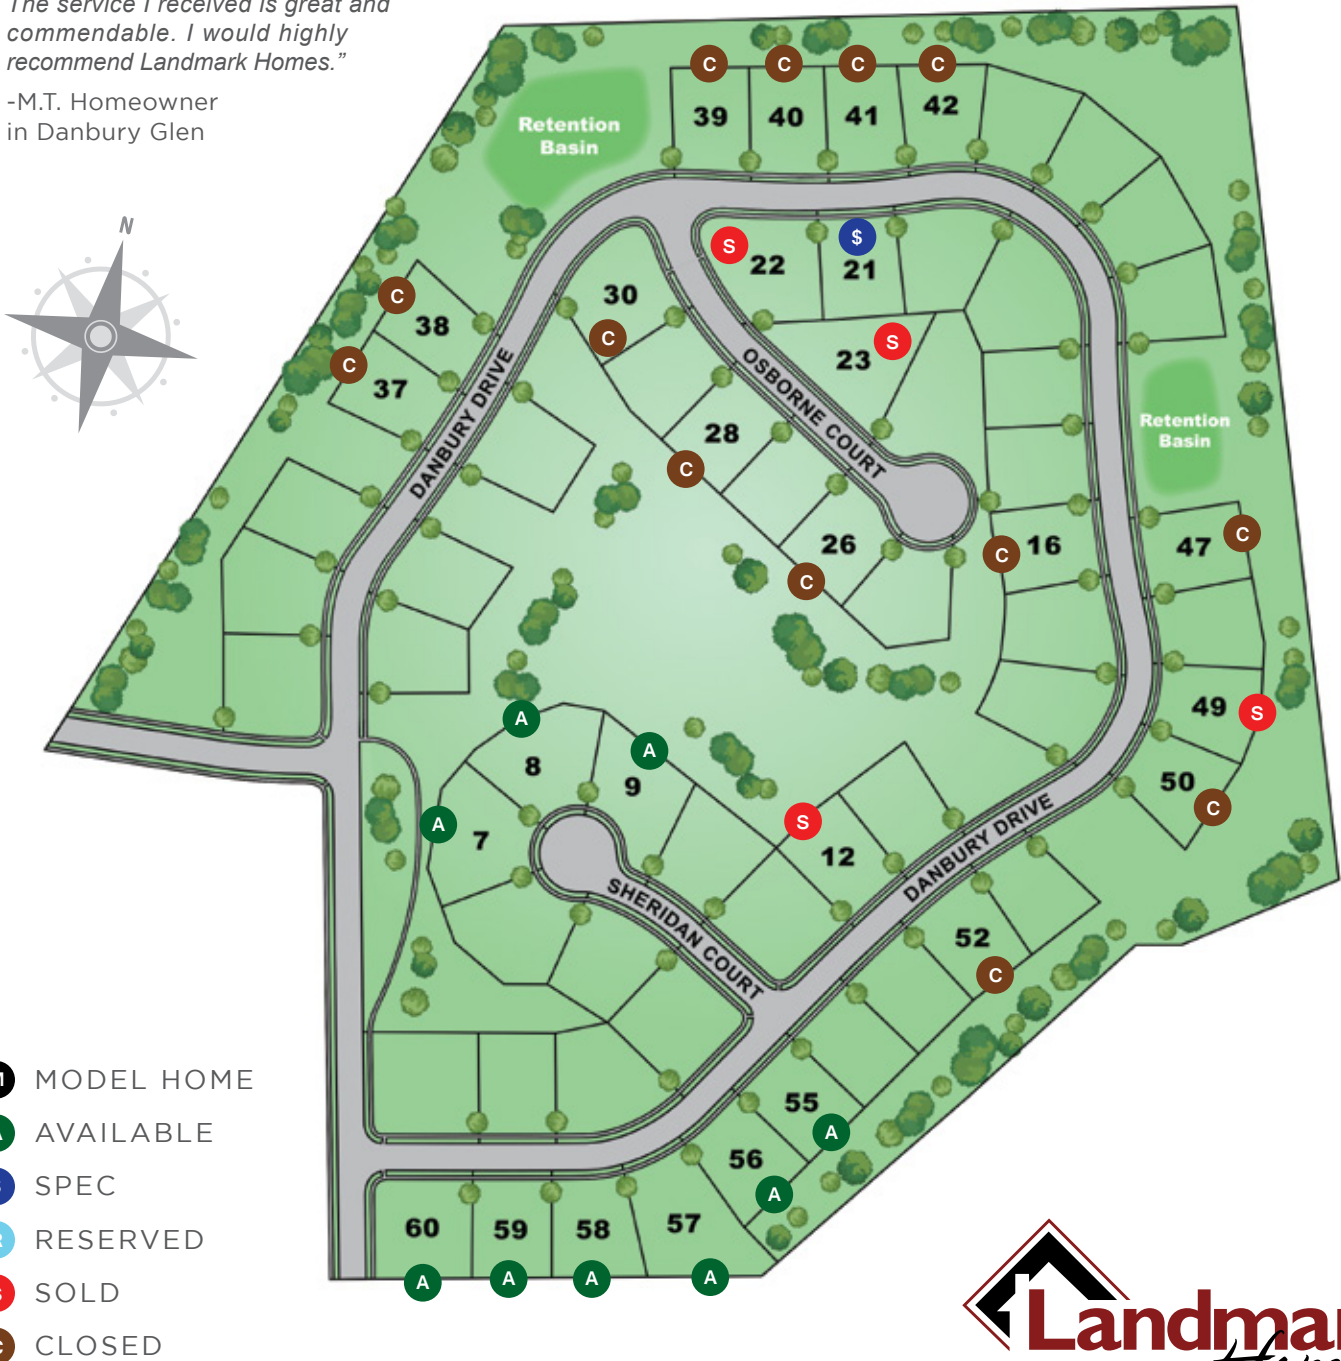 The service I received is great and
commendable. I would highly
recommend Landmark Homes.”
-M.T. Homeowner
in Danbury Glen
N
Retention
Basin
C
C
C
C
39
40
41
42
S
22
$
21
30
C
C
38
C
37
S
23
DANBURY DRIVE
OSBORNE COURT
28
C
Retention
Basin
26
C
C
16
47
C
49
S
50
C
A
8
A
9
A
7
S
12
DANBURY DRIVE
SHERIDAN COURT
52
C
55
A
56
A
60
59
58
57
A
A
A
A
MODEL HOME
A AVAILABLE
SPEC
R RESERVED
S SOLD
C CLOSED